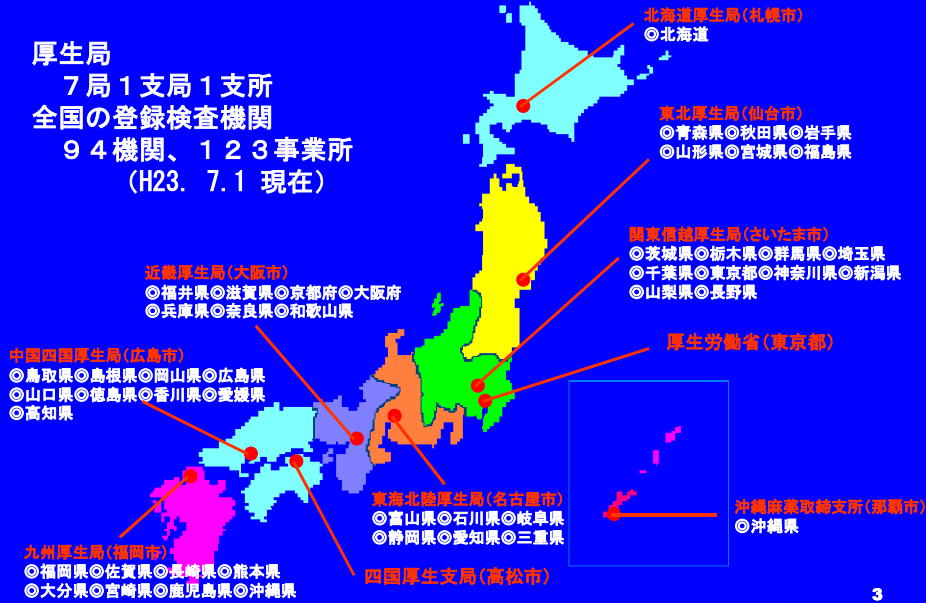 厚生局
７局１支局１支所
全国の登録検査機関
９４機関、１２３事業所
（H23. 7.1 現在）
北海道厚生局（札幌市）
◎北海道
東北厚生局（仙台市）
◎青森県◎秋田県◎岩手県
◎山形県◎宮城県◎福島県
関東信越厚生局（さいたま市）
◎茨城県◎栃木県◎群馬県◎埼玉県
◎千葉県◎東京都◎神奈川県◎新潟県
◎山梨県◎長野県
近畿厚生局（大阪市）
◎福井県◎滋賀県◎京都府◎大阪府
◎兵庫県◎奈良県◎和歌山県
厚生労働省（東京都）
中国四国厚生局（広島市）
◎鳥取県◎島根県◎岡山県◎広島県
◎山口県◎徳島県◎香川県◎愛媛県
◎高知県
東海北陸厚生局（名古屋市）
◎富山県◎石川県◎岐阜県
◎静岡県◎愛知県◎三重県
沖縄麻薬取締支所（那覇市）
◎沖縄県
九州厚生局（福岡市）
◎福岡県◎佐賀県◎長崎県◎熊本県
◎大分県◎宮崎県◎鹿児島県◎沖縄県
四国厚生支局（高松市）
3